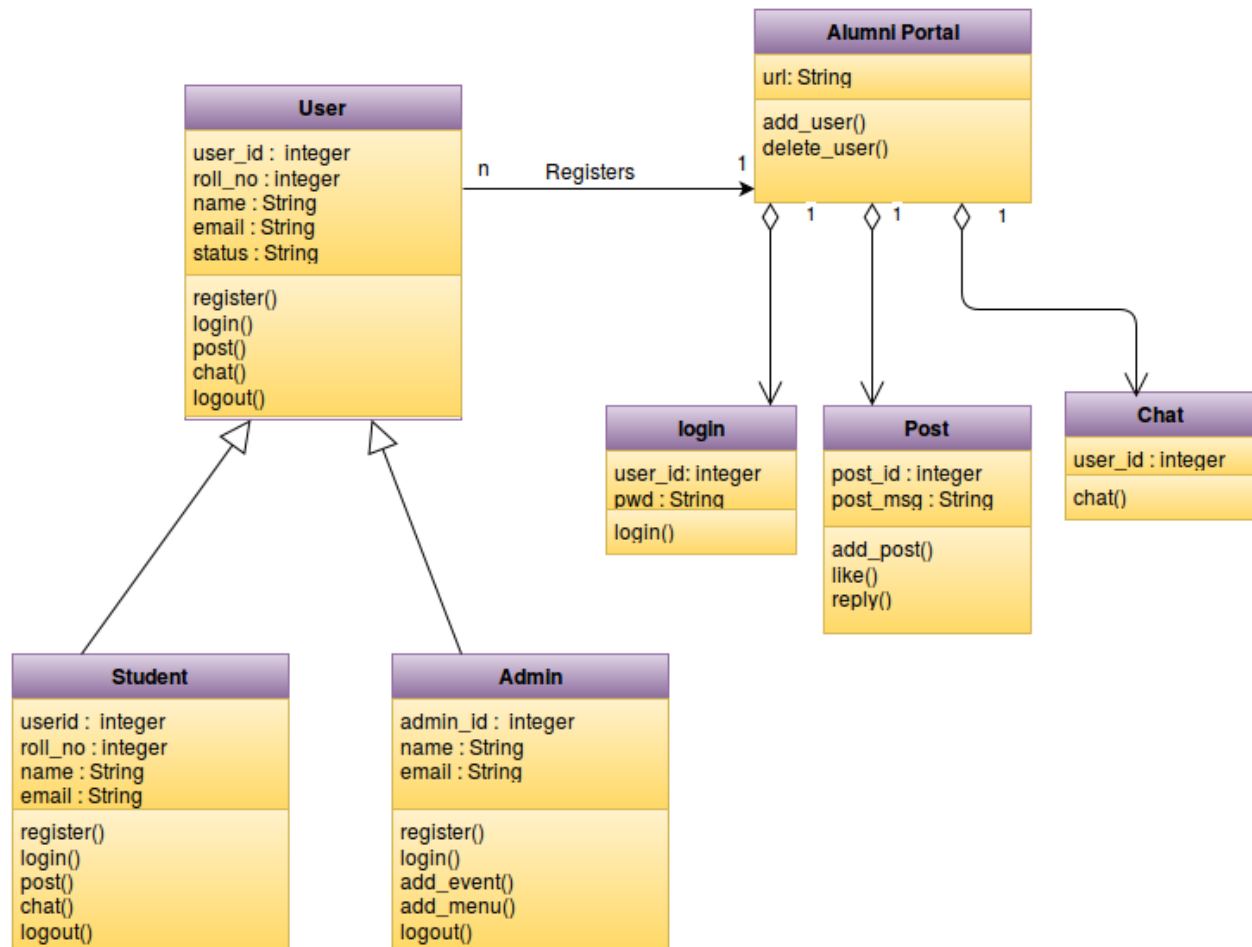 Alumni Portal
url: String
add_user()
delete_user()
User
user_id :  integer
roll_no : integer
name : String
email : String
status : String
register()
login()
post()
chat()
logout()
n
Registers
1
1
1
1
login
user_id: integer
pwd : String
login()
Post
post_id : integer
post_msg : String
add_post()
like()
reply()
Chat
user_id : integer
chat()
Student
userid :  integer
roll_no : integer
name : String
email : String
register()
login()
post()
chat()
logout()
Admin
admin_id :  integer
name : String
email : String
register()
login()
add_event()
add_menu()
logout()